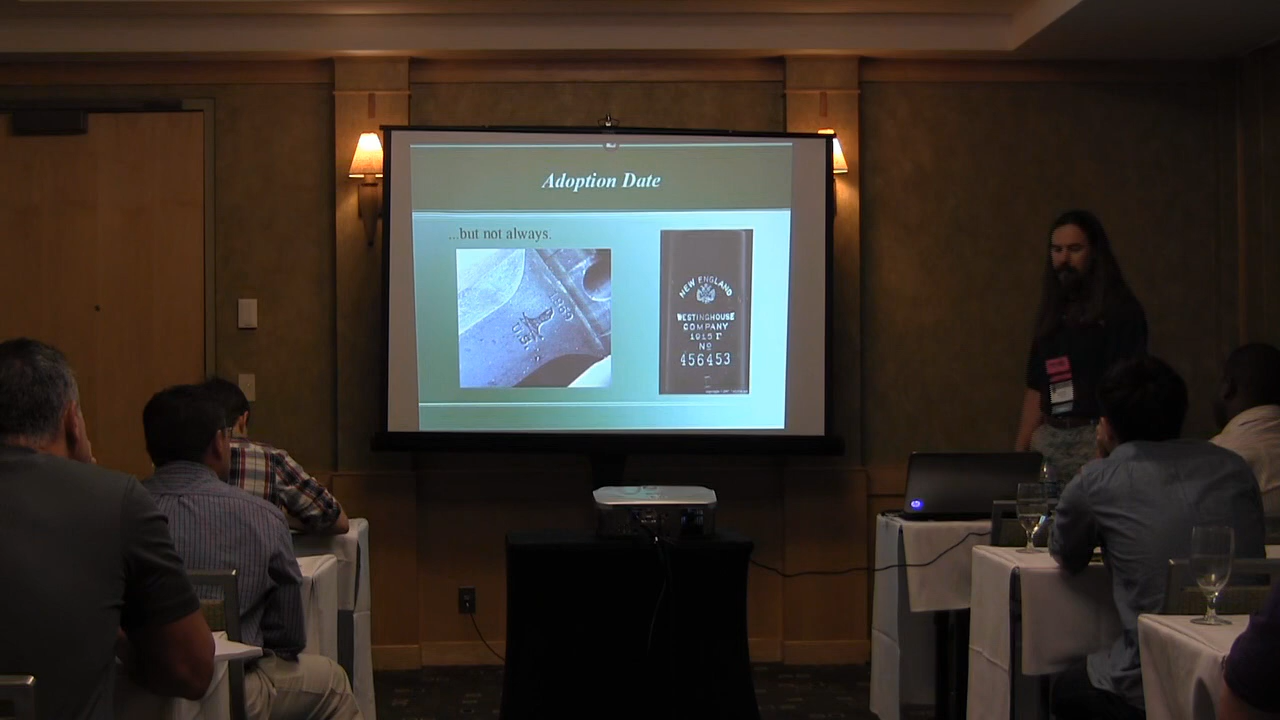 Adoption Date
...but not always.
NEW ENGLAND
WESTINGHOUSE
COMPANY
1915 Г
No
456453